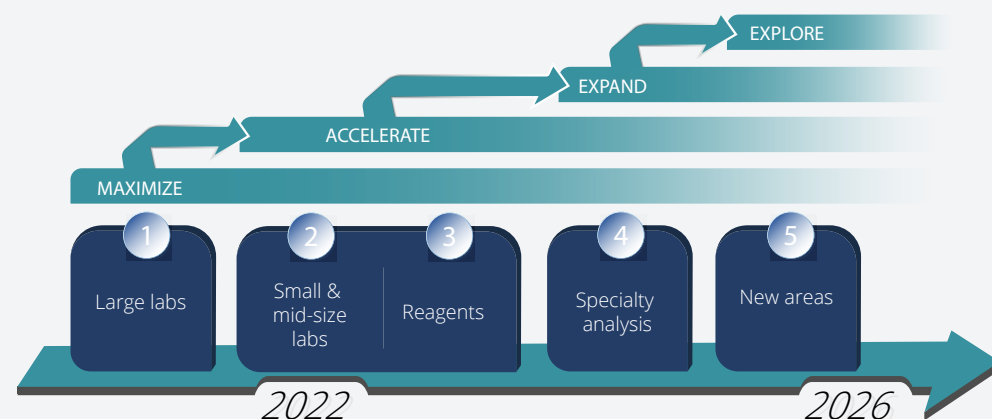 EXPLORE
EXPAND
ACCELERATE
MAXIMIZE
1
2
3
4
5
Large labs
Small &
mid-size
labs
Reagents
Specialty
analysis
New areas
2022
2026